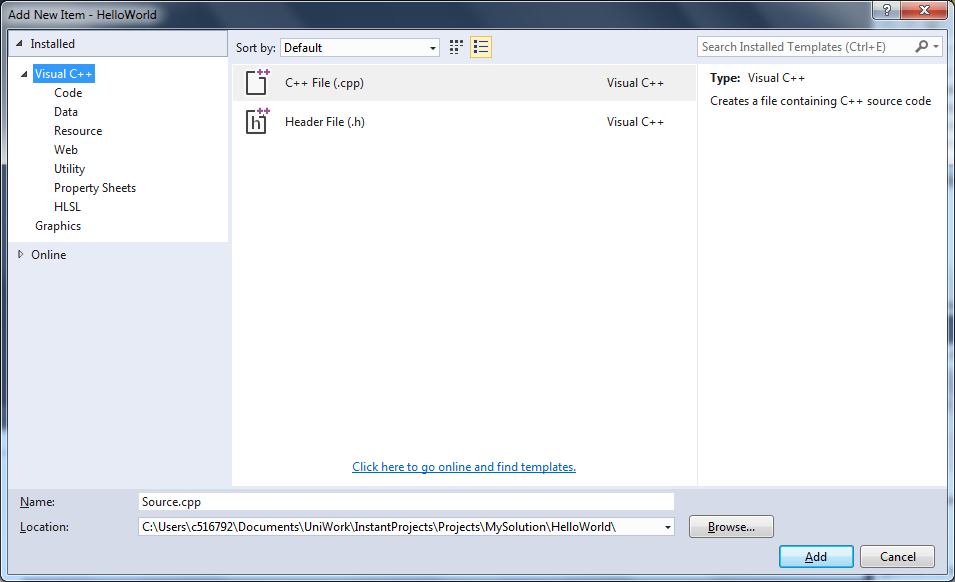 Add New Item - HelloWorld
?
Installed
Sort by: Default
Search Installed Templates (Ctrl+E)
Visual C++
Code
Data
Resource
Web
Utility
Property Sheets
HLSL
Graphics
Online
C++ File (.cpp) Visual C++
Header File (.h) Visual C++
Type: Visual C++
Creates a file containing C++ source code
Click here to go online and find templates.
Name: Source.cpp
Location: C:\Users\c516792\Documents\UniWork\InstantProjects\Projects\MySolution\HelloWorld\
Browse...
Add Cancel